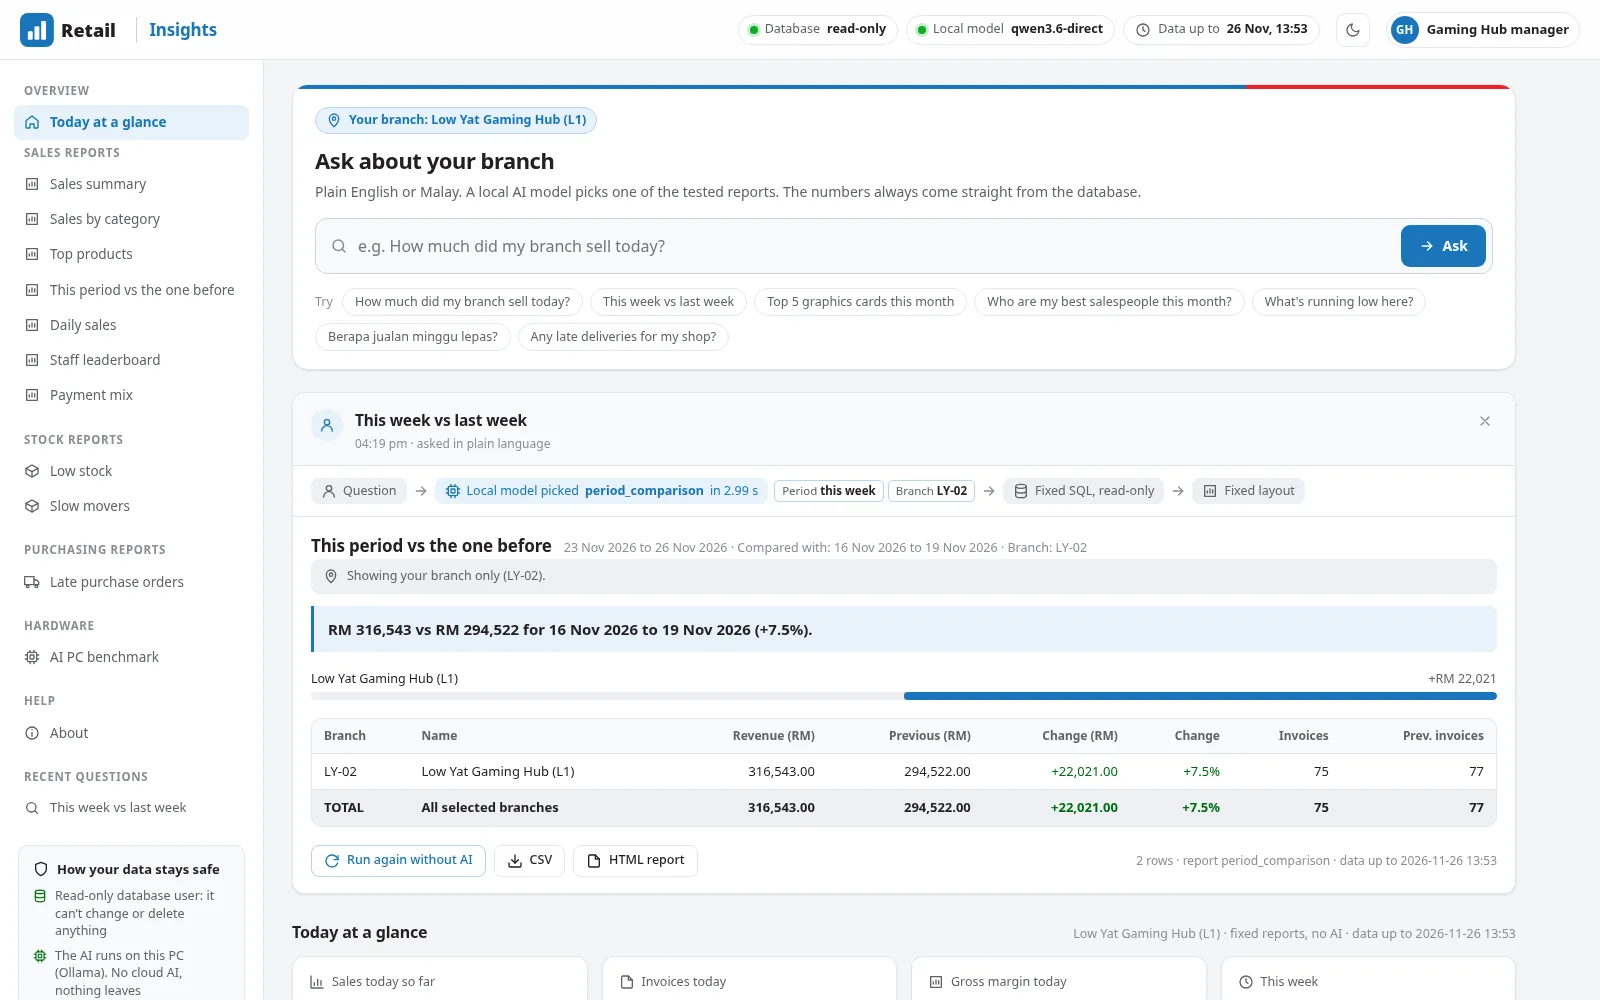 Retail Insights
Database read-only
Local model qwen3.6-direct
Data up to 26 Nov, 13:53
GH Gaming Hub manager
OVERVIEW
Today at a glance
SALES REPORTS
Sales summary
Sales by category
Top products
This period vs the one before
Daily sales
Staff leaderboard
Payment mix
STOCK REPORTS
Low stock
Slow movers
PURCHASING REPORTS
Late purchase orders
HARDWARE
AI PC benchmark
HELP
About
RECENT QUESTIONS
This week vs last week
How your data stays safe
Read-only database user: it
can't change or delete
anything
The AI runs on this PC
(Ollama). No cloud AI,
nothing leaves
Your branch: Low Yat Gaming Hub (L1)
Ask about your branch
Plain English or Malay. A local AI model picks one of the tested reports. The numbers always come straight from the database.
e.g. How much did my branch sell today?
Ask
Try How much did my branch sell today? This week vs last week Top 5 graphics cards this month Who are my best salespeople this month? What's running low here?
Berapa jualan minggu lepas? Any late deliveries for my shop?
This week vs last week
04:19 pm · asked in plain language
Question → Local model picked period_comparison in 2.99 s Period this week Branch LY-02 → Fixed SQL, read-only → Fixed layout
This period vs the one before 23 Nov 2026 to 26 Nov 2026 · Compared with: 16 Nov 2026 to 19 Nov 2026 · Branch: LY-02
Showing your branch only (LY-02).
RM 316,543 vs RM 294,522 for 16 Nov 2026 to 19 Nov 2026 (+7.5%).
Low Yat Gaming Hub (L1) +RM 22,021
Branch Name Revenue (RM) Previous (RM) Change (RM) Change Invoices Prev. invoices
LY-02 Low Yat Gaming Hub (L1) 316,543.00 294,522.00 +22,021.00 +7.5% 75 77
TOTAL All selected branches 316,543.00 294,522.00 +22,021.00 +7.5% 75 77
Run again without AI CSV HTML report 2 rows · report period_comparison · data up to 2026-11-26 13:53
Today at a glance Low Yat Gaming Hub (L1) · fixed reports, no AI · data up to 2026-11-26 13:53
Sales today so far Invoices today Gross margin today This week